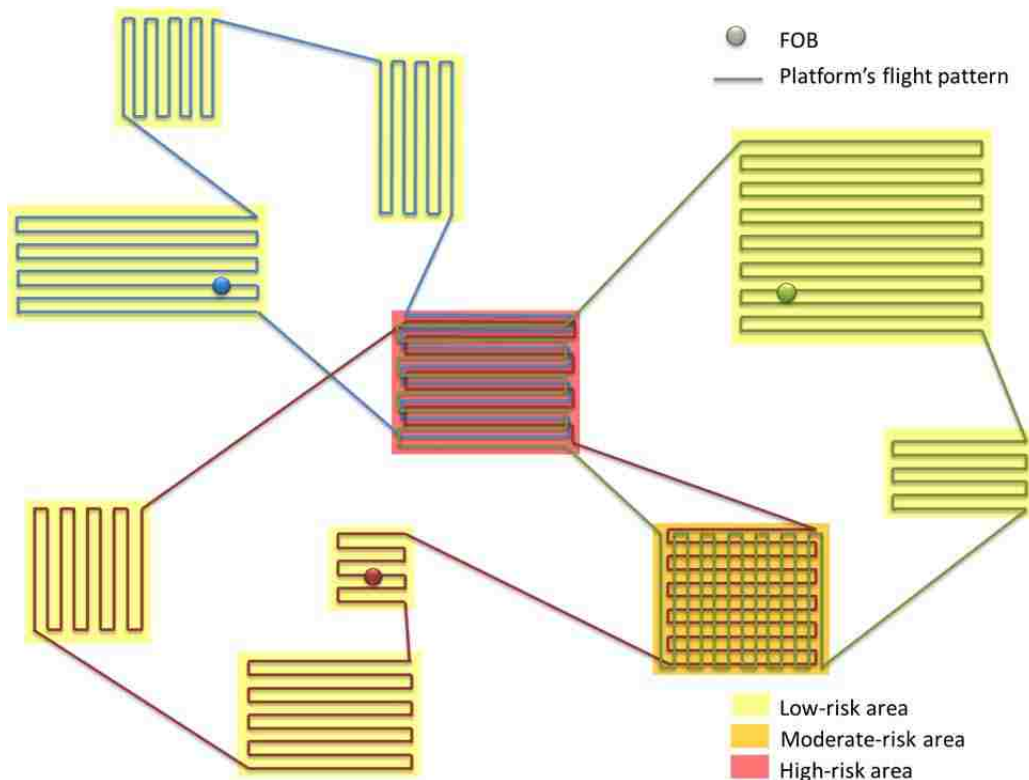 FOB
Platform's flight pattern
Low-risk area
Moderate-risk area
High-risk area